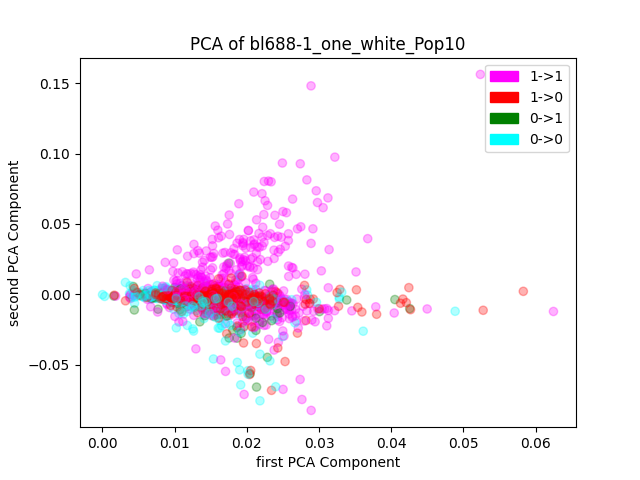 PCA of bl688-1_one_white_Pop10
1->1
1->0
0->1
0->0
0.15
0.10
0.05
0.00
−0.05
second PCA Component
0.00 0.01 0.02 0.03 0.04 0.05 0.06
first PCA Component